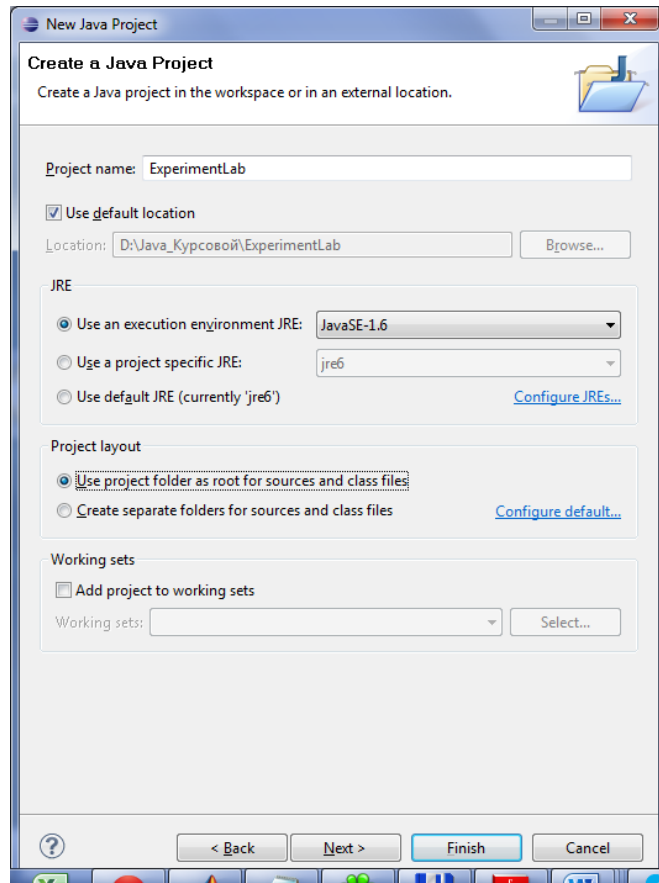 New Java Project
Create a Java Project
Create a Java project in the workspace or in an external location.
Project name: ExperimentLab
Use default location
Location: D:\Java_Курсовой\ExperimentLab Browse...
JRE
Use an execution environment JRE: JavaSE-1.6
Use a project specific JRE: jre6
Use default JRE (currently 'jre6') Configure JREs...
Project layout
Use project folder as root for sources and class files
Create separate folders for sources and class files Configure default...
Working sets
Add project to working sets
Working sets: Select...
< Back Next > Finish Cancel